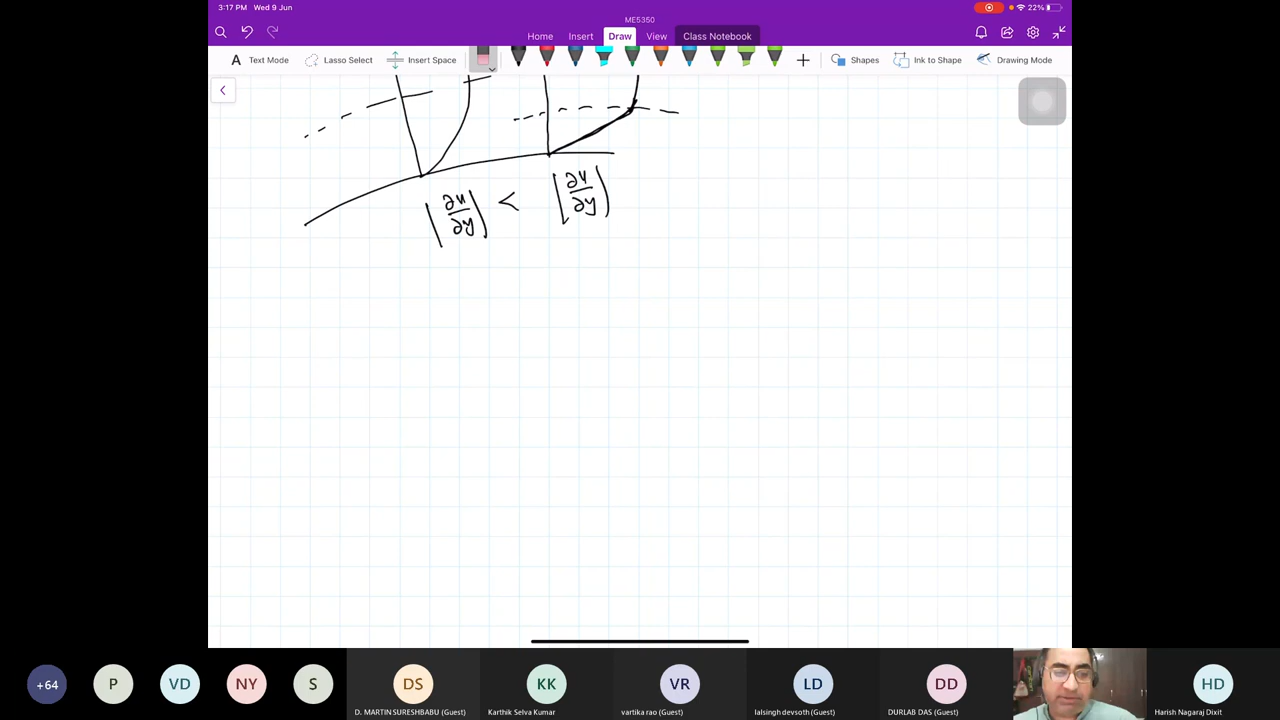 3:17 PM Wed 9 Jun
22%
ME5350
Home Insert Draw View Class Notebook
A Text Mode Lasso Select Insert Space Shapes Ink to Shape Drawing Mode
|∂u/∂y| < |∂u/∂y|
+64 P VD NY S DS KK VR LD DD HD
D. MARTIN SURESHBABU (Guest) Karthik Selva Kumar vartika rao (Guest) lalsingh devsoth (Guest) DURLAB DAS (Guest) Harish Nagaraj Dixit